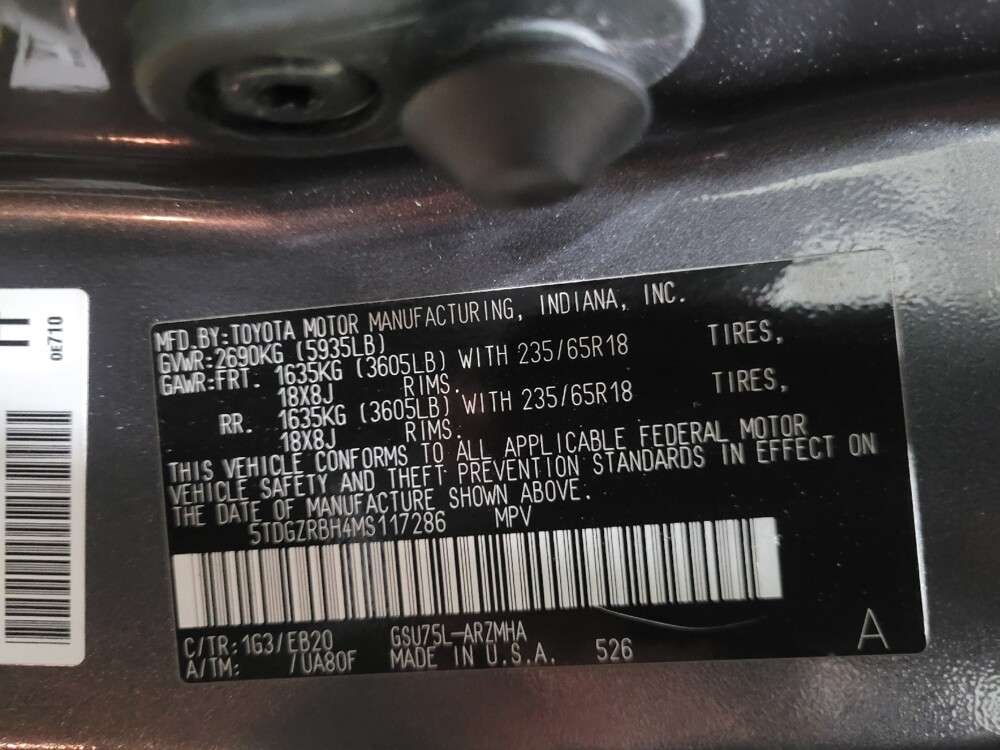 MFD.BY:TOYOTA MOTOR MANUFACTURING, INDIANA, INC.
GVWR:2690KG (5935LB)
GAWR:FRT. 1635KG (3605LB) WITH 235/65R18 TIRES,
18X8J RIMS.
RR. 1635KG (3605LB) WITH 235/65R18 TIRES,
18X8J RIMS.
THIS VEHICLE CONFORMS TO ALL APPLICABLE FEDERAL MOTOR
VEHICLE SAFETY AND THEFT PREVENTION STANDARDS IN EFFECT ON
THE DATE OF MANUFACTURE SHOWN ABOVE.
5TDGZRBH4MS117286 MPV
C/TR:1G3/EB20 GSU75L-ARZMHA
A/TM: /UA80F MADE IN U.S.A. 526
A
0E710